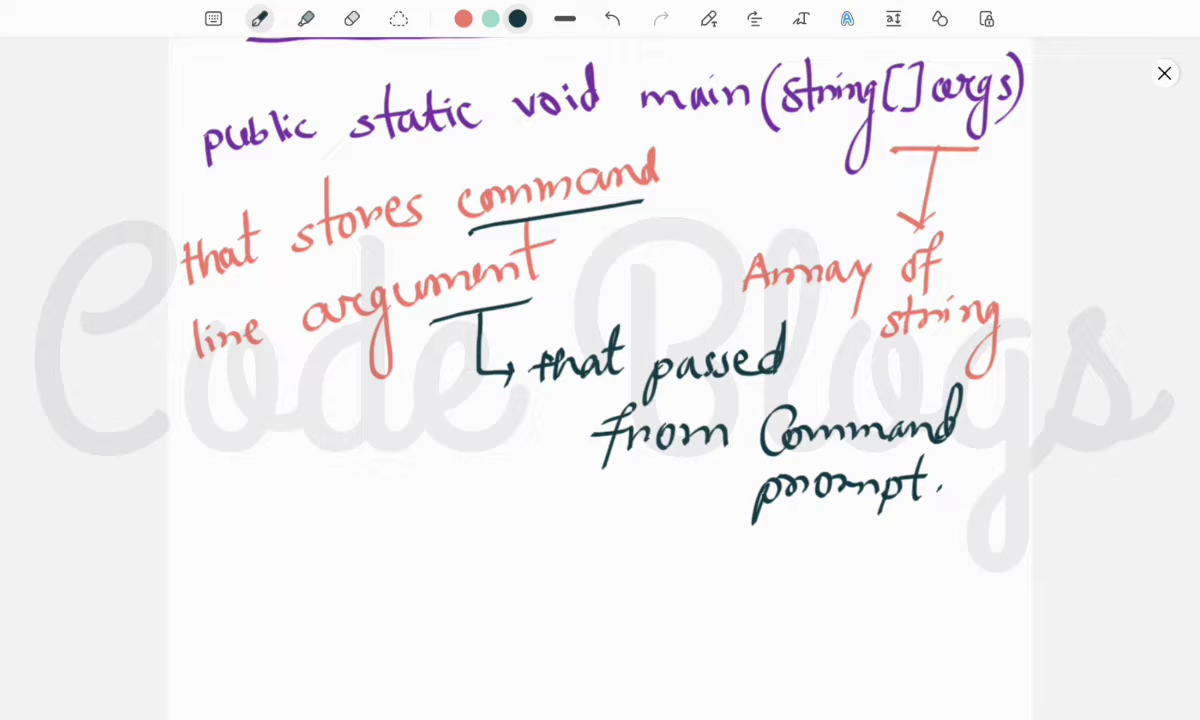 public static void main(string[] args)
that stores command
line argument
Array of
string
that passed
from Command
prompt.
Code Blogs